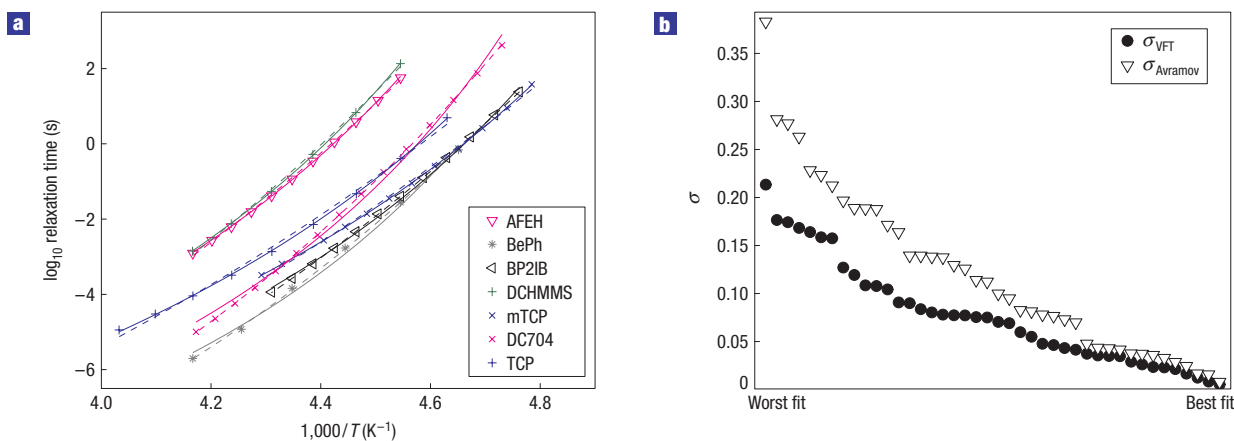 a
log₁₀ relaxation time (s)
2
0
−2
−4
−6
4.0 4.2 4.4 4.6 4.8
1,000/T (K⁻¹)
AFEH
BePh
BP2IB
DCHMMS
mTCP
DC704
TCP
b
σ
0.35
0.30
0.25
0.20
0.15
0.10
0.05
0
Worst fit Best fit
σVFT
σAvramov